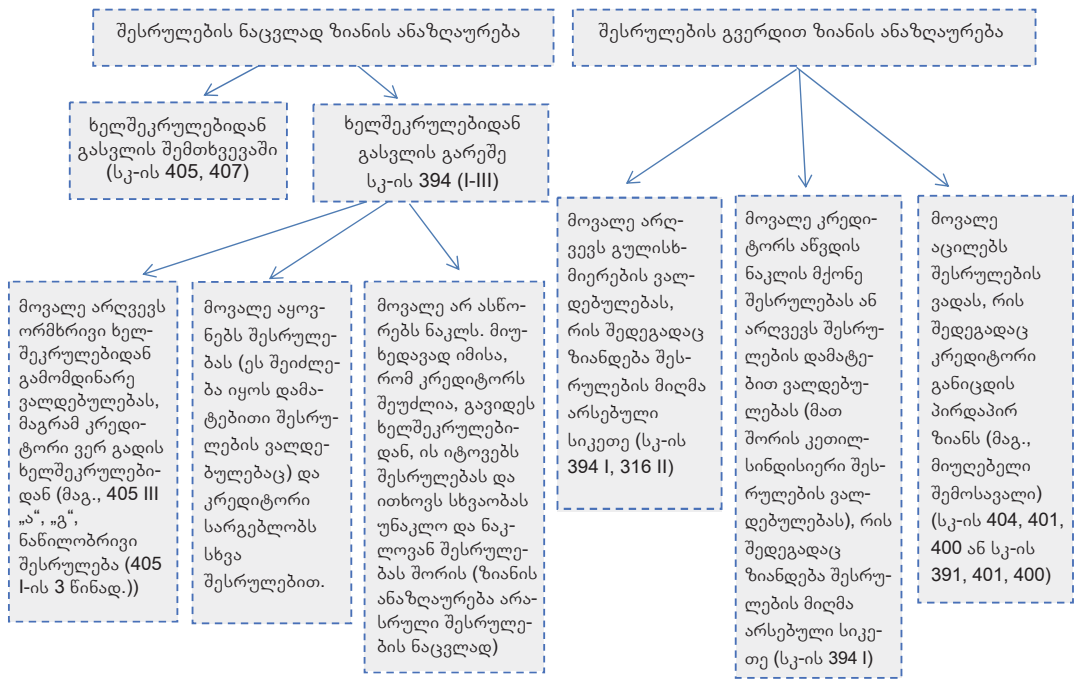 შესრულების ნაცვლად ზიანის ანაზღაურება
შესრულების გვერდით ზიანის ანაზღაურება
ხელშეკრულებიდან
გასვლის შემთხვევაში
(სკ-ის 405, 407)
ხელშეკრულებიდან
გასვლის გარეშე
სკ-ის 394 (I-III)
მოვალე არღვევს
ორმხრივი ხელ-
შეკრულებიდან
გამომდინარე
ვალდებულებას,
მაგრამ კრედი-
ტორი ვერ გადის
ხელშეკრულები-
დან (მაგ., 405 III
„ა“, „გ“,
ნაწილობრივი
შესრულება (405
I-ის 3 წინად.))
მოვალე აყოვ-
ნებს შესრულე-
ბას (ეს შეიძლე-
ბა იყოს დამა-
ტებითი შესრუ-
ლების ვალდე-
ბულებაც) და
კრედიტორი
სარგებლობს
სხვა
შესრულებით.
მოვალე არ ასწო-
რებს ნაკლს. მიუ-
ხედავად იმისა,
რომ კრედიტორს
შეუძლია, გავიდეს
ხელშეკრულები-
დან, ის იტოვებს
შესრულებას და
ითხოვს სხვაობას
უნაკლო და ნაკ-
ლოვან შესრულე-
ბას შორის (ზიანის
ანაზღაურება არა-
სრული შესრულე-
ბის ნაცვლად)
მოვალე არღ-
ვევს გულისხ-
მიერების ვალ-
დებულებას,
რის შედეგადაც
ზიანდება შეს-
რულების მიღმა
არსებული
სიკეთე (სკ-ის
394 I, 316 II)
მოვალე კრედი-
ტორს აწვდის
ნაკლის მქონე
შესრულებას ან
არღვევს შესრუ-
ლების დამატე-
ბით ვალდებუ-
ლებას (მათ
შორის კეთილ-
სინდისიერი შეს-
რულების ვალ-
დებულებას), რის
შედეგადაც
ზიანდება შესრუ-
ლების მიღმა
არსებული სიკე-
თე (სკ-ის 394 I)
მოვალე
აცილებს
შესრულების
ვადას, რის
შედეგადაც
კრედიტორი
განიცდის
პირდაპირ
ზიანს (მაგ.,
მიუღებელი
შემოსავალი)
(სკ-ის 404, 401,
400 ან სკ-ის
391, 401, 400)